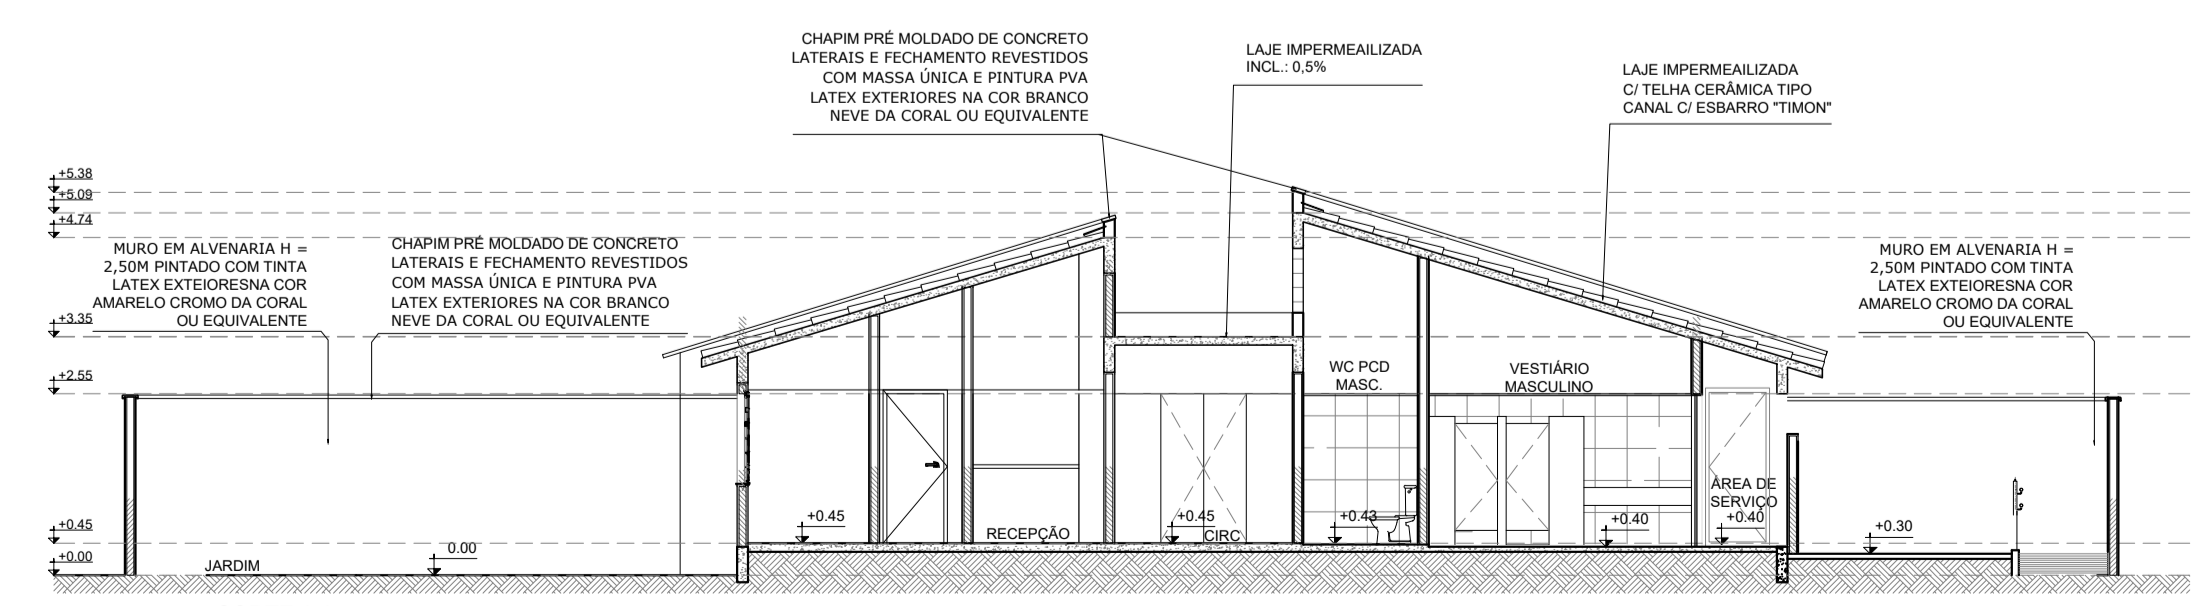 CHAPIM PRÉ MOLDADO DE CONCRETO
LATERAIS E FECHAMENTO REVESTIDOS
COM MASSA ÚNICA E PINTURA PVA
LATEX EXTERIORES NA COR BRANCO
NEVE DA CORAL OU EQUIVALENTE
LAJE IMPERMEAILIZADA
INCL.: 0,5%
LAJE IMPERMEAILIZADA
C/ TELHA CERÂMICA TIPO
CANAL C/ ESBARRO "TIMON"
+5.38
+5.09
+4.74
+3.35
+2.55
+0.45
+0.00
MURO EM ALVENARIA H =
2,50M PINTADO COM TINTA
LATEX EXTEIORESNA COR
AMARELO CROMO DA CORAL
OU EQUIVALENTE
CHAPIM PRÉ MOLDADO DE CONCRETO
LATERAIS E FECHAMENTO REVESTIDOS
COM MASSA ÚNICA E PINTURA PVA
LATEX EXTERIORES NA COR BRANCO
NEVE DA CORAL OU EQUIVALENTE
MURO EM ALVENARIA H =
2,50M PINTADO COM TINTA
LATEX EXTEIORESNA COR
AMARELO CROMO DA CORAL
OU EQUIVALENTE
WC PCD
MASC.
VESTIÁRIO
MASCULINO
ÁREA DE
SERVIÇO
+0.45
+0.45
+0.43
+0.40
+0.40
+0.30
RECEPÇÃO
CIRC
0.00
JARDIM